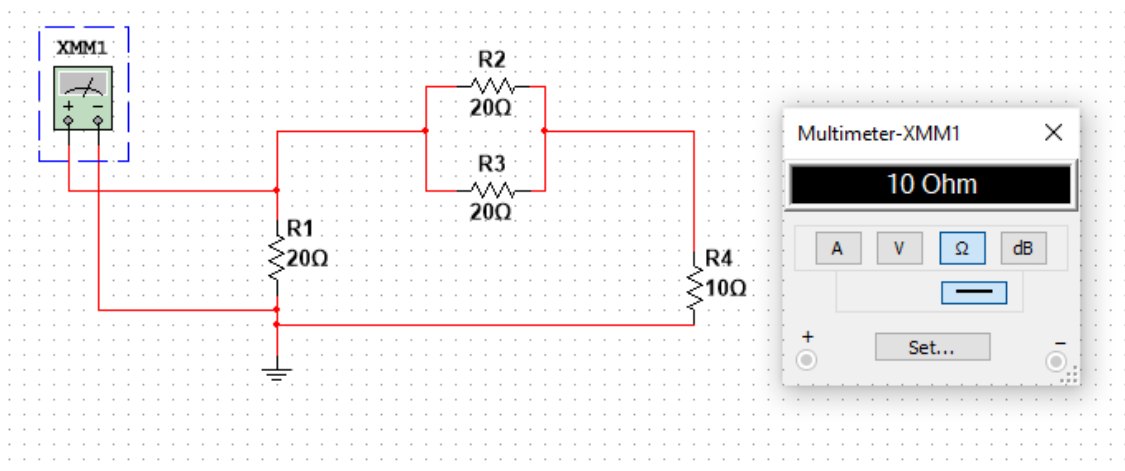 XMM1
+ −
R2
20Ω
R3
20Ω
R1
20Ω
R4
10Ω
Multimeter-XMM1
10 Ohm
A V Ω dB
+ Set... −